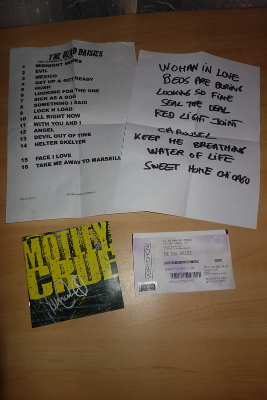 THE DEAD DAISIES
1 MIDNIGHT MOSES
2 EVIL
3 MEXICO
4 GET UP & GET READY
5 HUSH
6 LOOKING FOR THE ONE
7 SICK AS A DOG
8 SOMETHING I SAID
9 LOCK N LOAD
10 ALL RIGHT NOW
11 WITH YOU AND I
12 ANGEL
13 DEVIL OUT OF TIME
14 HELTER SKELTER
15 FACE I LOVE
16 TAKE ME AWAY TO MARSEILL
WOMAN IN LOVE
BEDS ARE BURNING
LOOKING SO FINE
SEAL THE DEAL
RED LIGHT JOINT
CAROUSEL
KEEP ME BREATHING
WATER OF LIFE
SWEET HOME CHICAGO
MOTLEY
CRUE